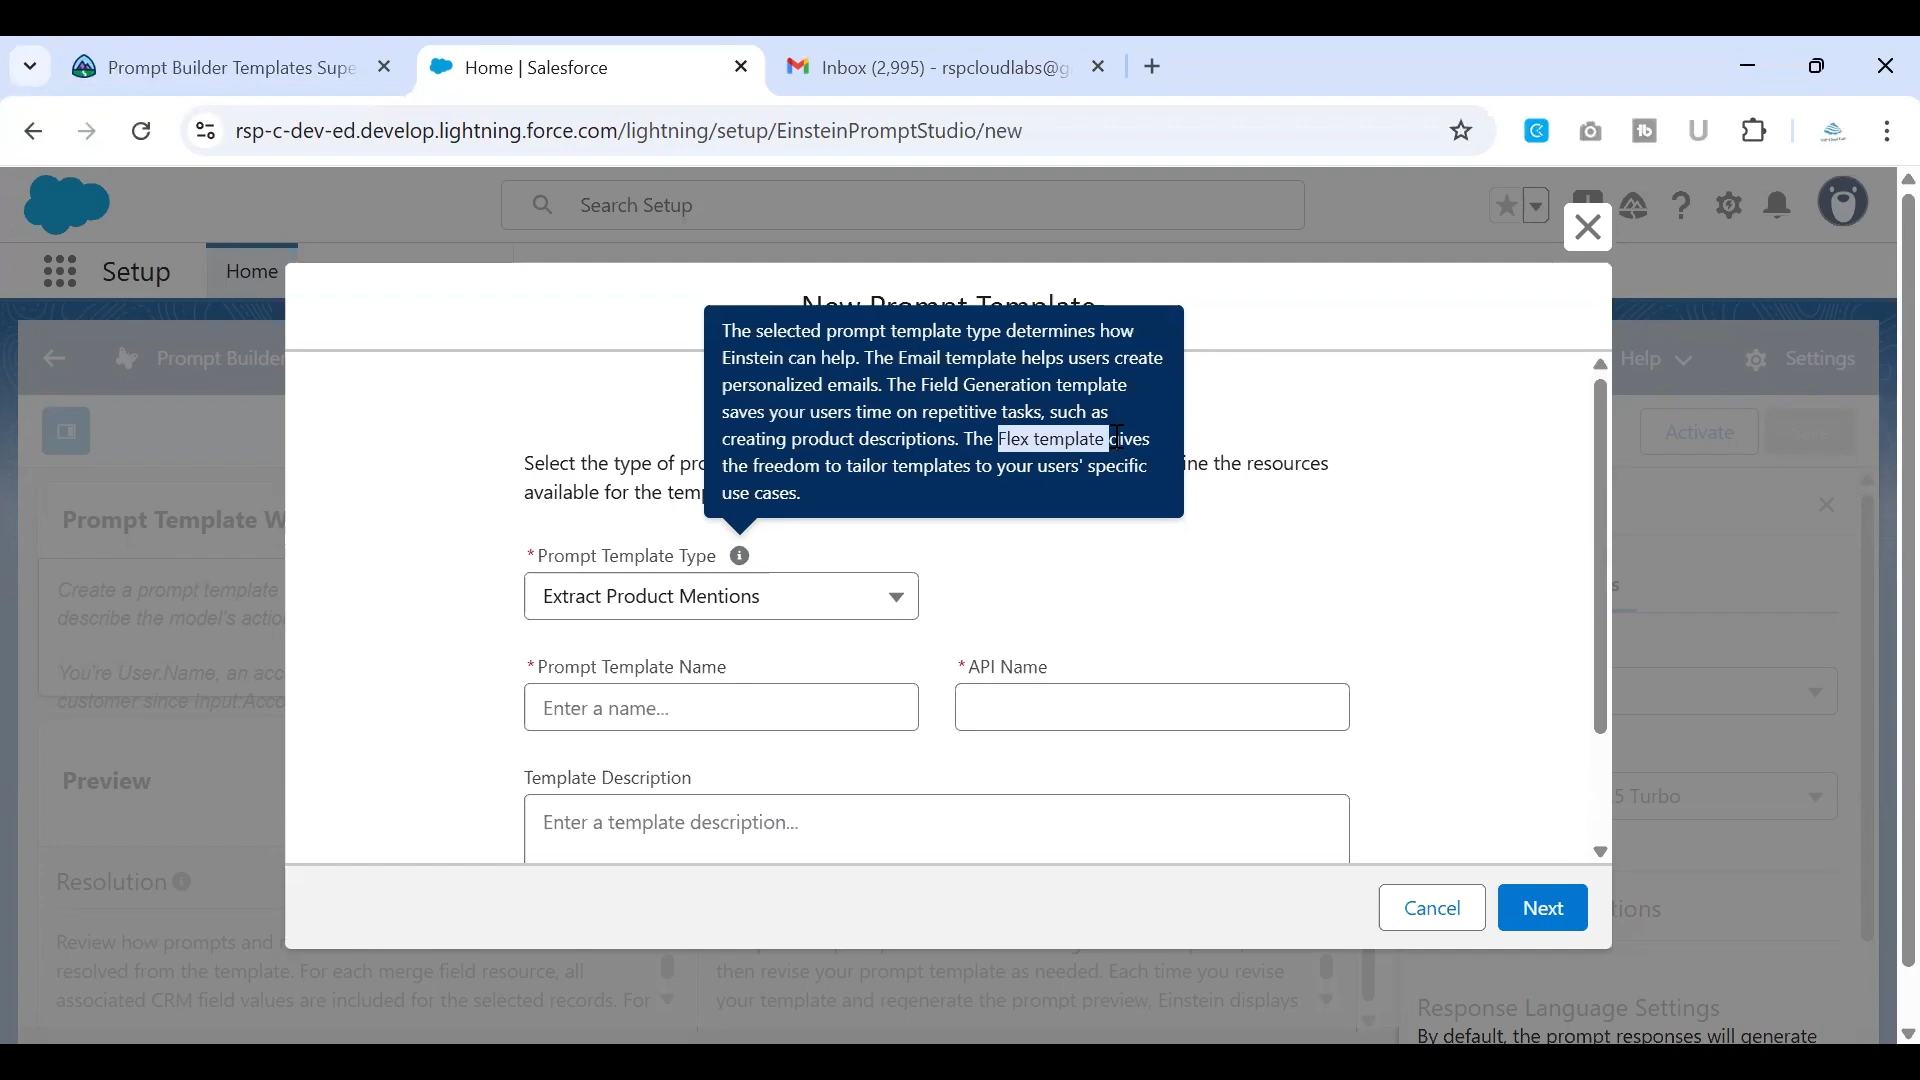 Prompt Builder Templates Supe
Home | Salesforce
Inbox (2,995) - rspcloudlabs@g
rsp-c-dev-ed.develop.lightning.force.com/lightning/setup/EinsteinPromptStudio/new
Search Setup
Setup
Home
New Prompt Template
Prompt Builder
Help
Settings
The selected prompt template type determines how
Einstein can help. The Email template helps users create
personalized emails. The Field Generation template
saves your users time on repetitive tasks, such as
creating product descriptions. The Flex template gives
the freedom to tailor templates to your users' specific
use cases.
Activate
Select the type of pro
ine the resources
available for the temp
Prompt Template W
*Prompt Template Type
Create a prompt template
describe the model's actio
Extract Product Mentions
s
You're User.Name, an acc
customer since Input:Acco
*Prompt Template Name
*API Name
Enter a name...
Preview
Template Description
5 Turbo
Enter a template description...
Resolution
Cancel
Next
tions
Review how prompts and r
resolved from the template. For each merge field resource, all
associated CRM field values are included for the selected records. For
then revise your prompt template as needed. Each time you revise
your template and regenerate the prompt preview, Einstein displays
Response Language Settings
By default, the prompt responses will generate